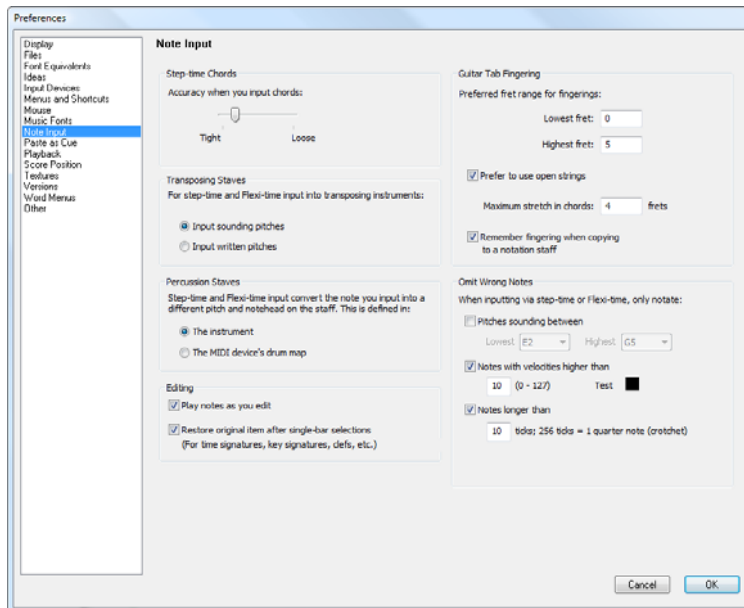 Preferences
Display
Files
Font Equivalents
Ideas
Input Devices
Menus and Shortcuts
Mouse
Music Fonts
Note Input
Paste as Cue
Playback
Score Position
Textures
Versions
Word Menus
Other
Note Input
Step-time Chords
Accuracy when you input chords:
Tight Loose
Transposing Staves
For step-time and Flexi-time input into transposing instruments:
Input sounding pitches
Input written pitches
Percussion Staves
Step-time and Flexi-time input convert the note you input into a
different pitch and notehead on the staff. This is defined in:
The instrument
The MIDI device's drum map
Editing
Play notes as you edit
Restore original item after single-bar selections
(For time signatures, key signatures, clefs, etc.)
Guitar Tab Fingering
Preferred fret range for fingerings:
Lowest fret: 0
Highest fret: 5
Prefer to use open strings
Maximum stretch in chords: 4 frets
Remember fingering when copying
to a notation staff
Omit Wrong Notes
When inputting via step-time or Flexi-time, only notate:
Pitches sounding between
Lowest E2 Highest G5
Notes with velocities higher than
10 (0 - 127) Test
Notes longer than
10 ticks; 256 ticks = 1 quarter note (crotchet)
Cancel OK